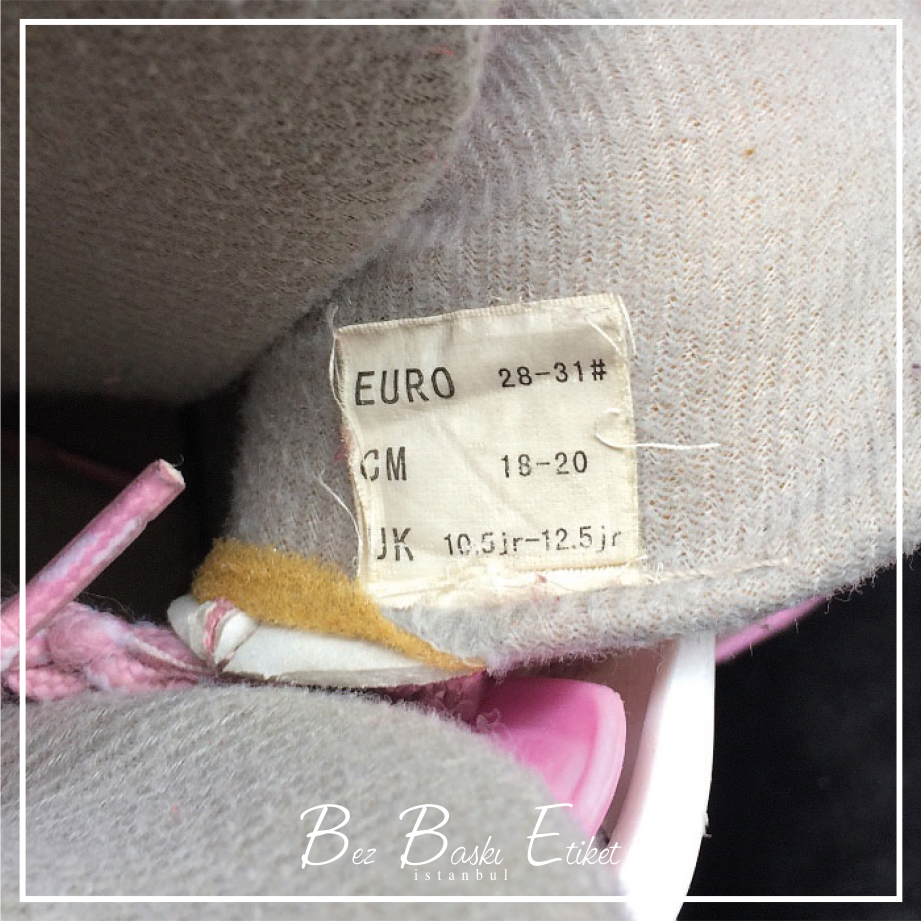 EURO 28-31#
CM 18-20
UK 10.5jr-12.5jr
Bez Baskı Etiket
istanbul